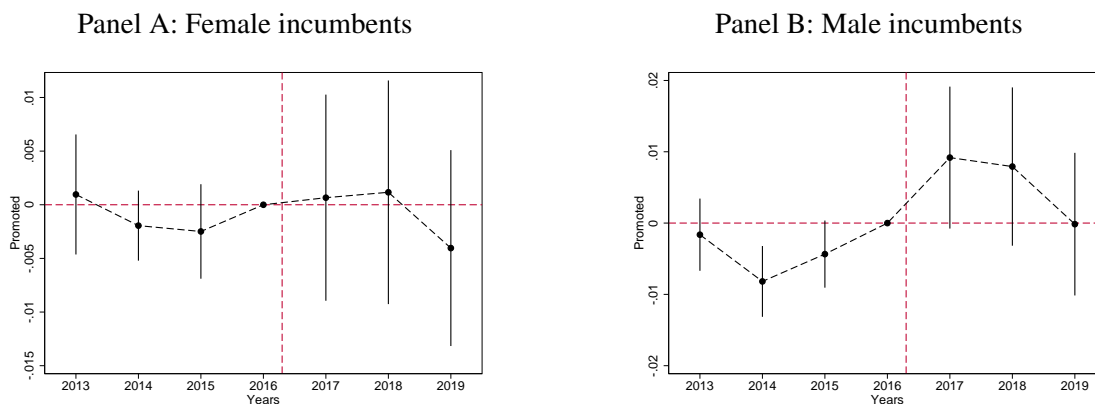 Panel A: Female incumbents
.01
.005
0
-.005
-.01
-.015
Promoted
2013 2014 2015 2016 2017 2018 2019
Years
Panel B: Male incumbents
.02
.01
0
-.01
-.02
Promoted
2013 2014 2015 2016 2017 2018 2019
Years